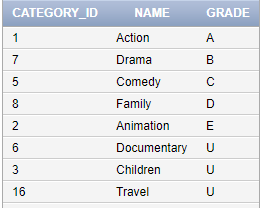 CATEGORY_ID NAME GRADE
1 Action A
7 Drama B
5 Comedy C
8 Family D
2 Animation E
6 Documentary U
3 Children U
16 Travel U